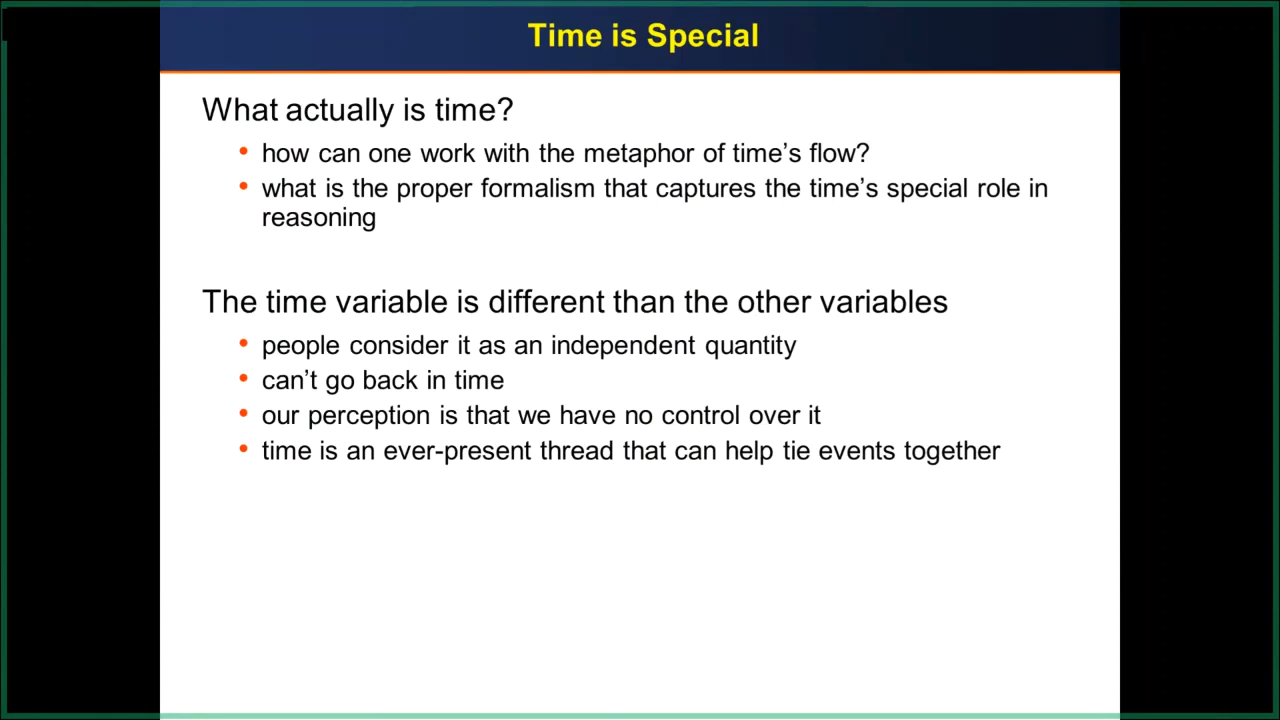 Time is Special
What actually is time?
• how can one work with the metaphor of time’s flow?
• what is the proper formalism that captures the time’s special role in
reasoning
The time variable is different than the other variables
• people consider it as an independent quantity
• can’t go back in time
• our perception is that we have no control over it
• time is an ever-present thread that can help tie events together